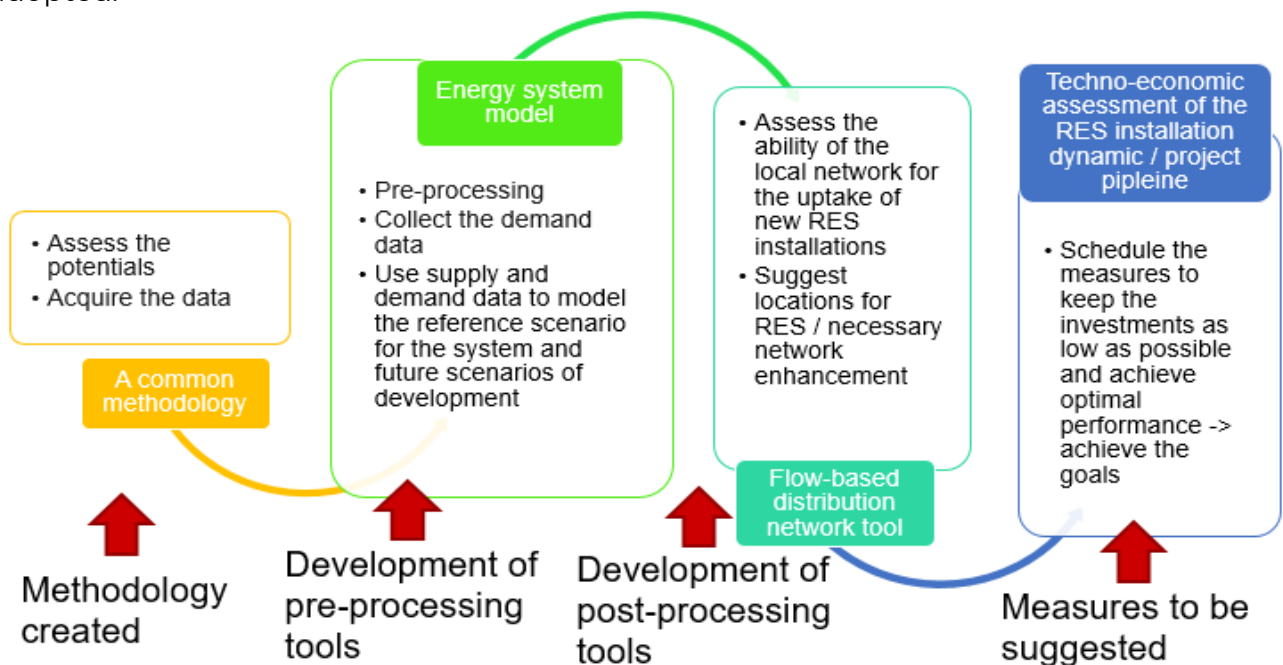 Energy system
model
• Pre-processing
• Collect the demand
data
• Use supply and
demand data to model
the reference scenario
for the system and
future scenarios of
development
• Assess the
potentials
• Acquire the data
A common
methodology
• Assess the
ability of the
local network for
the uptake of
new RES
installations
• Suggest
locations for
RES / necessary
network
enhancement
Flow-based
distribution
network tool
Techno-economic
assessment of the
RES installation
dynamic / project
pipleine
• Schedule the
measures to
keep the
investments as
low as possible
and achieve
optimal
performance ->
achieve the
goals
Methodology
created
Development of
pre-processing
tools
Development of
post-processing
tools
Measures to be
suggested